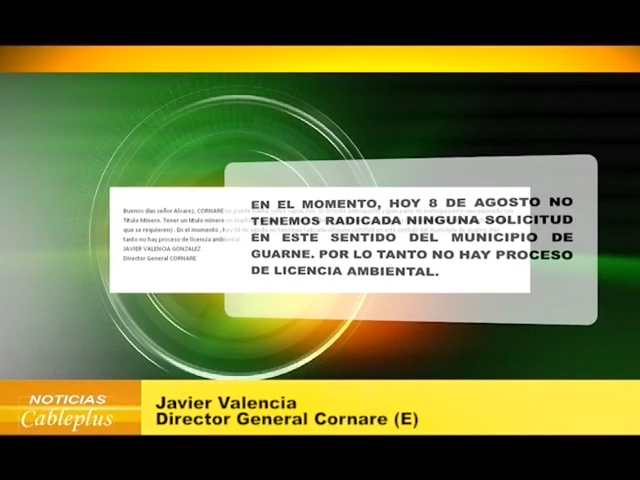 Buenos días señor Alvarez, CORNARE
Título Minero. Tener un título minero
que se requieren). En el momento,
tanto no hay proceso de licencia ambiental.
JAVIER VALENCIA GONZALEZ
Director General CORNARE
EN EL MOMENTO, HOY 8 DE AGOSTO NO
TENEMOS RADICADA NINGUNA SOLICITUD
EN ESTE SENTIDO DEL MUNICIPIO DE
GUARNE. POR LO TANTO NO HAY PROCESO
DE LICENCIA AMBIENTAL.
NOTICIAS
Cableplus
Javier Valencia
Director General Cornare (E)